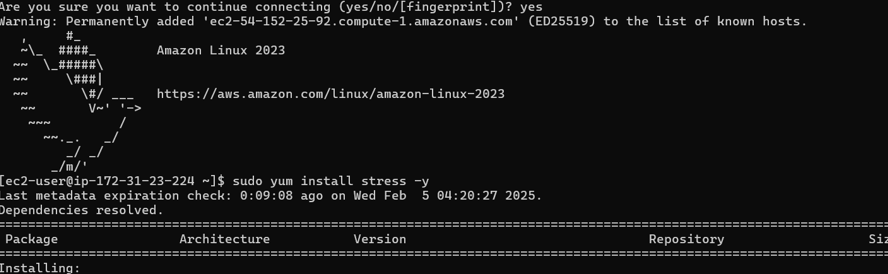 Are you sure you want to continue connecting (yes/no/[fingerprint])? yes
Warning: Permanently added 'ec2-54-152-25-92.compute-1.amazonaws.com' (ED25519) to the list of known hosts.
   ,     #_
   ~\_  ####_        Amazon Linux 2023
  ~~  \_#####\
  ~~     \###|
  ~~       \#/ ___   https://aws.amazon.com/linux/amazon-linux-2023
   ~~       V~' '->
    ~~~         /
      ~~._.   _/
         _/ _/
       _/m/'
[ec2-user@ip-172-31-23-224 ~]$ sudo yum install stress -y
Last metadata expiration check: 0:09:08 ago on Wed Feb  5 04:20:27 2025.
Dependencies resolved.
================================================================================
 Package              Architecture          Version                              Repository                 Siz
================================================================================
Installing: